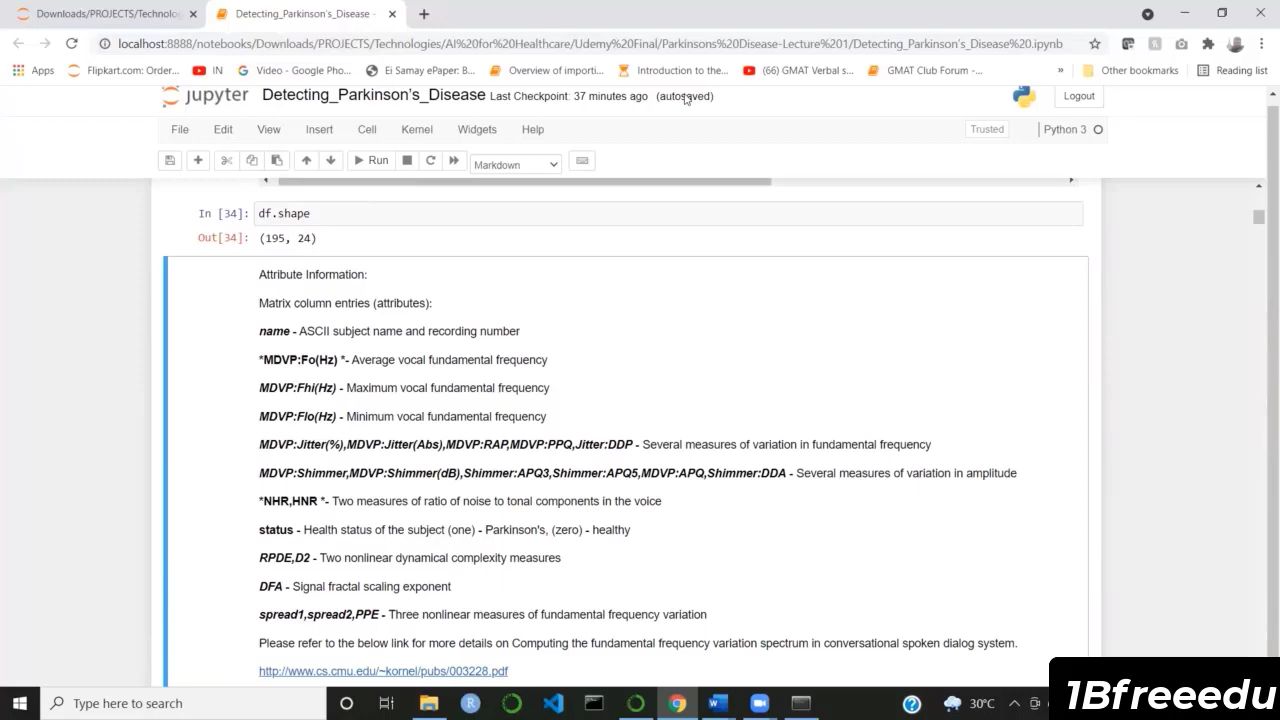 Downloads/PROJECTS/Technolog
Detecting_Parkinson's_Disease -
localhost:8888/notebooks/Downloads/PROJECTS/Technologies/AI%20for%20Healthcare/Udemy%20Final/Parkinsons%20Disease-Lecture%201/Detecting_Parkinson's_Disease%20.ipynb
Apps
Flipkart.com: Order...
IN
Video - Google Pho...
Ei Samay ePaper: B...
Overview of importi...
Introduction to the...
(66) GMAT Verbal s...
GMAT Club Forum -...
»
Other bookmarks
Reading list
jupyter Detecting_Parkinson's_Disease Last Checkpoint: 37 minutes ago (autosaved)
Logout
File Edit View Insert Cell Kernel Widgets Help
Trusted
Python 3
Run
Markdown
In [34]: df.shape
Out[34]: (195, 24)
Attribute Information:
Matrix column entries (attributes):
name - ASCII subject name and recording number
*MDVP:Fo(Hz) *- Average vocal fundamental frequency
MDVP:Fhi(Hz) - Maximum vocal fundamental frequency
MDVP:Flo(Hz) - Minimum vocal fundamental frequency
MDVP:Jitter(%),MDVP:Jitter(Abs),MDVP:RAP,MDVP:PPQ,Jitter:DDP - Several measures of variation in fundamental frequency
MDVP:Shimmer,MDVP:Shimmer(dB),Shimmer:APQ3,Shimmer:APQ5,MDVP:APQ,Shimmer:DDA - Several measures of variation in amplitude
*NHR,HNR *- Two measures of ratio of noise to tonal components in the voice
status - Health status of the subject (one) - Parkinson's, (zero) - healthy
RPDE,D2 - Two nonlinear dynamical complexity measures
DFA - Signal fractal scaling exponent
spread1,spread2,PPE - Three nonlinear measures of fundamental frequency variation
Please refer to the below link for more details on Computing the fundamental frequency variation spectrum in conversational spoken dialog system.
http://www.cs.cmu.edu/~kornel/pubs/003228.pdf
Type here to search
30°C
1Bfreeedu